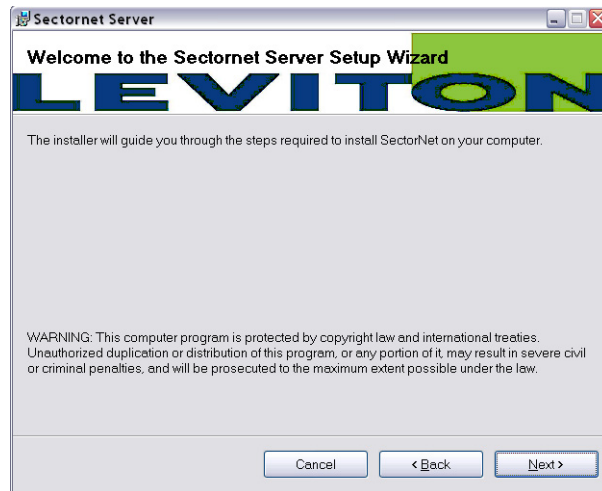 Sectornet Server
Welcome to the Sectornet Server Setup Wizard
LEVITON
The installer will guide you through the steps required to install SectorNet on your computer.
WARNING: This computer program is protected by copyright law and international treaties.
Unauthorized duplication or distribution of this program, or any portion of it, may result in severe civil
or criminal penalties, and will be prosecuted to the maximum extent possible under the law.
Cancel
< Back
Next >